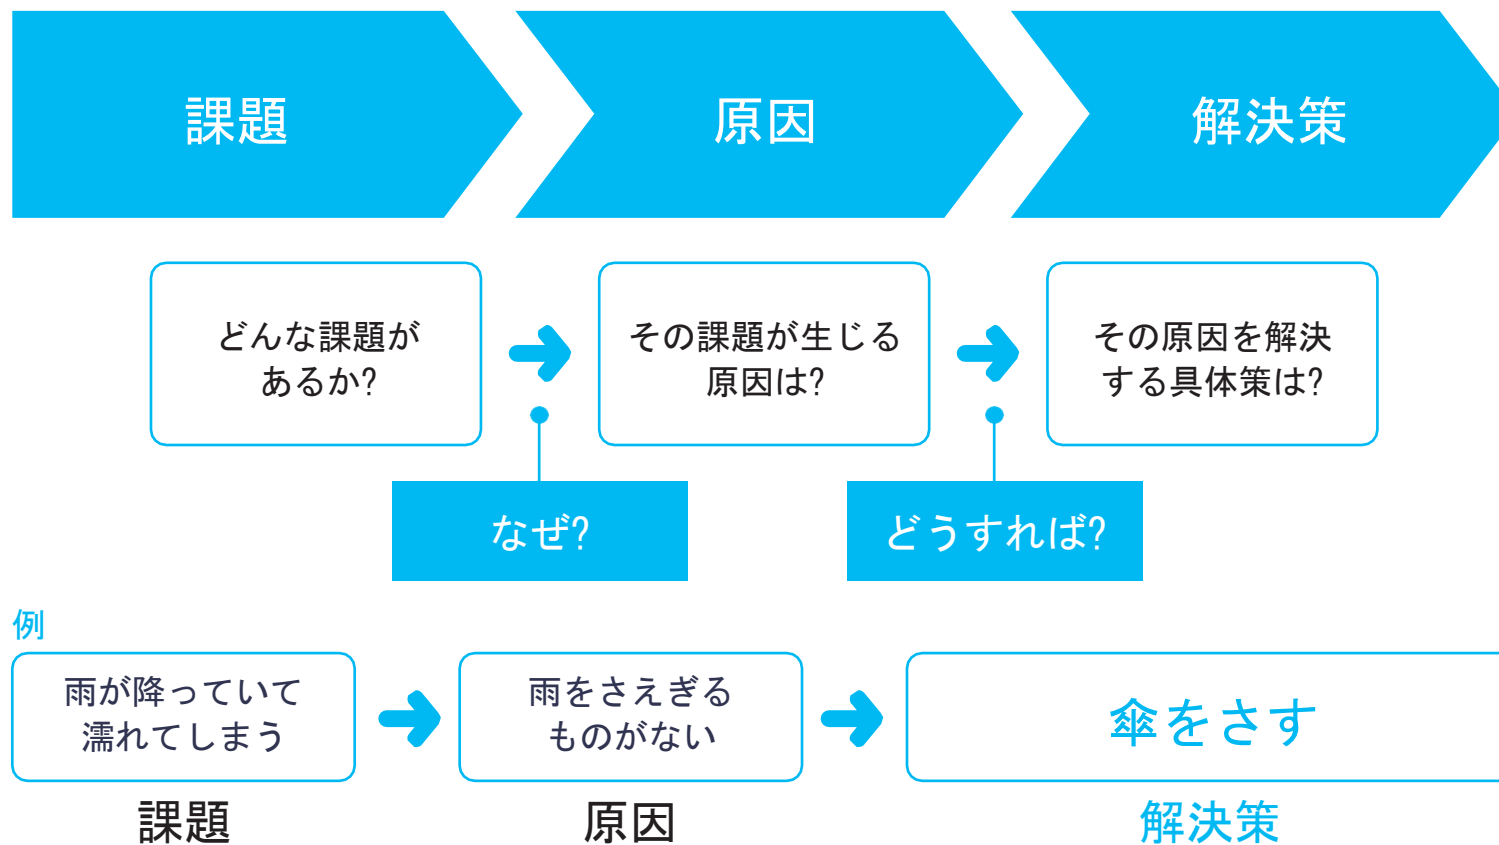 課題
原因
解決策
どんな課題が
あるか?
その課題が生じる
原因は?
その原因を解決
する具体策は?
なぜ?
どうすれば?
例
雨が降っていて
濡れてしまう
雨をさえぎる
ものがない
傘をさす
課題
原因
解決策